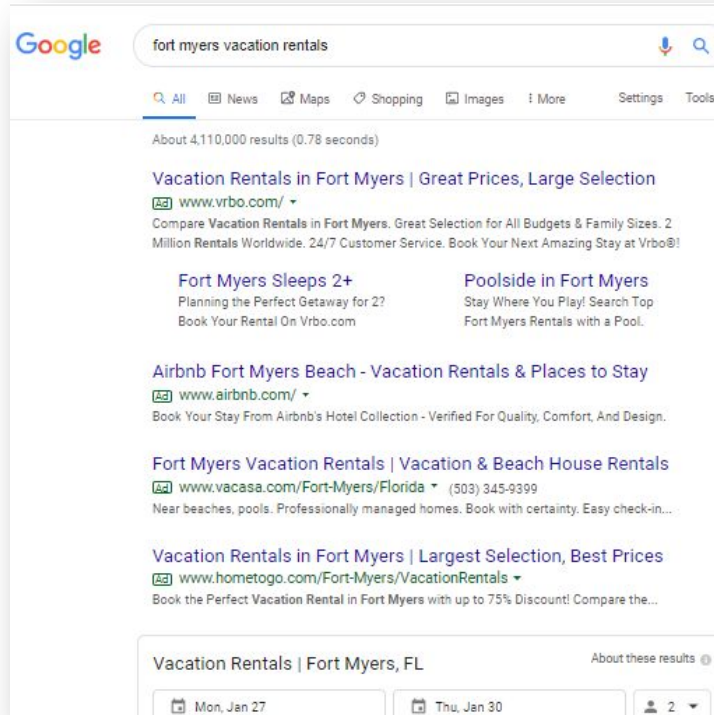 Google
fort myers vacation rentals
All News Maps Shopping Images More Settings Tools
About 4,110,000 results (0.78 seconds)
Vacation Rentals in Fort Myers | Great Prices, Large Selection
Ad www.vrbo.com/
Compare Vacation Rentals in Fort Myers. Great Selection for All Budgets & Family Sizes. 2
Million Rentals Worldwide. 24/7 Customer Service. Book Your Next Amazing Stay at Vrbo®!
Fort Myers Sleeps 2+
Planning the Perfect Getaway for 2?
Book Your Rental On Vrbo.com
Poolside in Fort Myers
Stay Where You Play! Search Top
Fort Myers Rentals with a Pool.
Airbnb Fort Myers Beach - Vacation Rentals & Places to Stay
Ad www.airbnb.com/
Book Your Stay From Airbnb's Hotel Collection - Verified For Quality, Comfort, And Design.
Fort Myers Vacation Rentals | Vacation & Beach House Rentals
Ad www.vacasa.com/Fort-Myers/Florida (503) 345-9399
Near beaches, pools. Professionally managed homes. Book with certainty. Easy check-in...
Vacation Rentals in Fort Myers | Largest Selection, Best Prices
Ad www.hometogo.com/Fort-Myers/VacationRentals
Book the Perfect Vacation Rental in Fort Myers with up to 75% Discount! Compare the...
Vacation Rentals | Fort Myers, FL
About these results
Mon, Jan 27 Thu, Jan 30 2